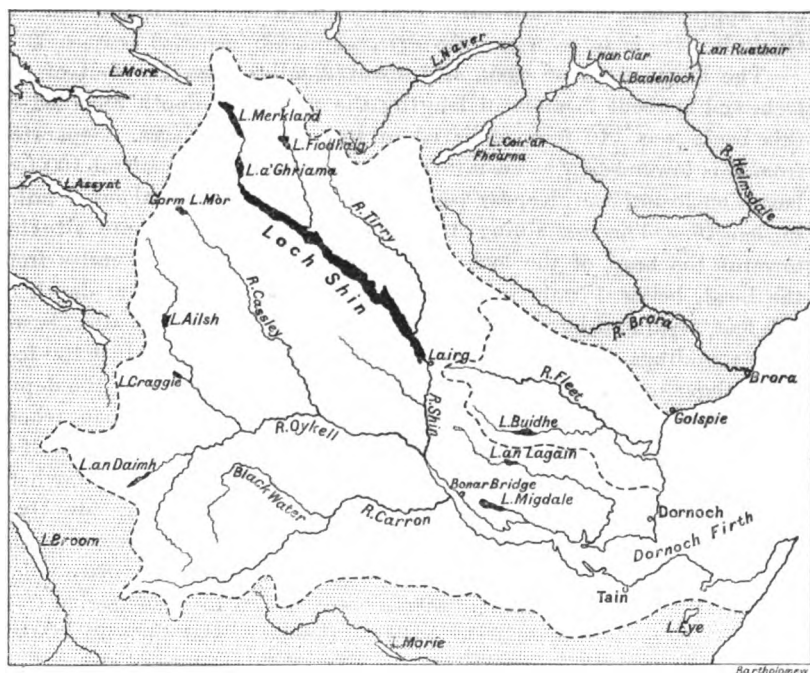 L.More
L.Merkland
L.Fiodhaig
L.Naver
L.nan Clar
L.an Ruathair
L.Badenloch
L. Coir'an
Fhearna
R. Helmsdale
L.Assynt
L.a'Ghriama
Gorm L.Mòr
R. Tirry
Loch Shin
R. Cassley
L.Ailsh
L.Craggie
Lairg
R. Shin
R. Fleet
R. Brora
Brora
Golspie
L.Buidhe
R. Oykell
L.an Lagain
L.an Daimh
Black Water
Bonar Bridge
L. Migdale
R. Carron
Dornoch
Dornoch Firth
L.Broom
Tain
L.Eye
L.Morie
Bartholomew